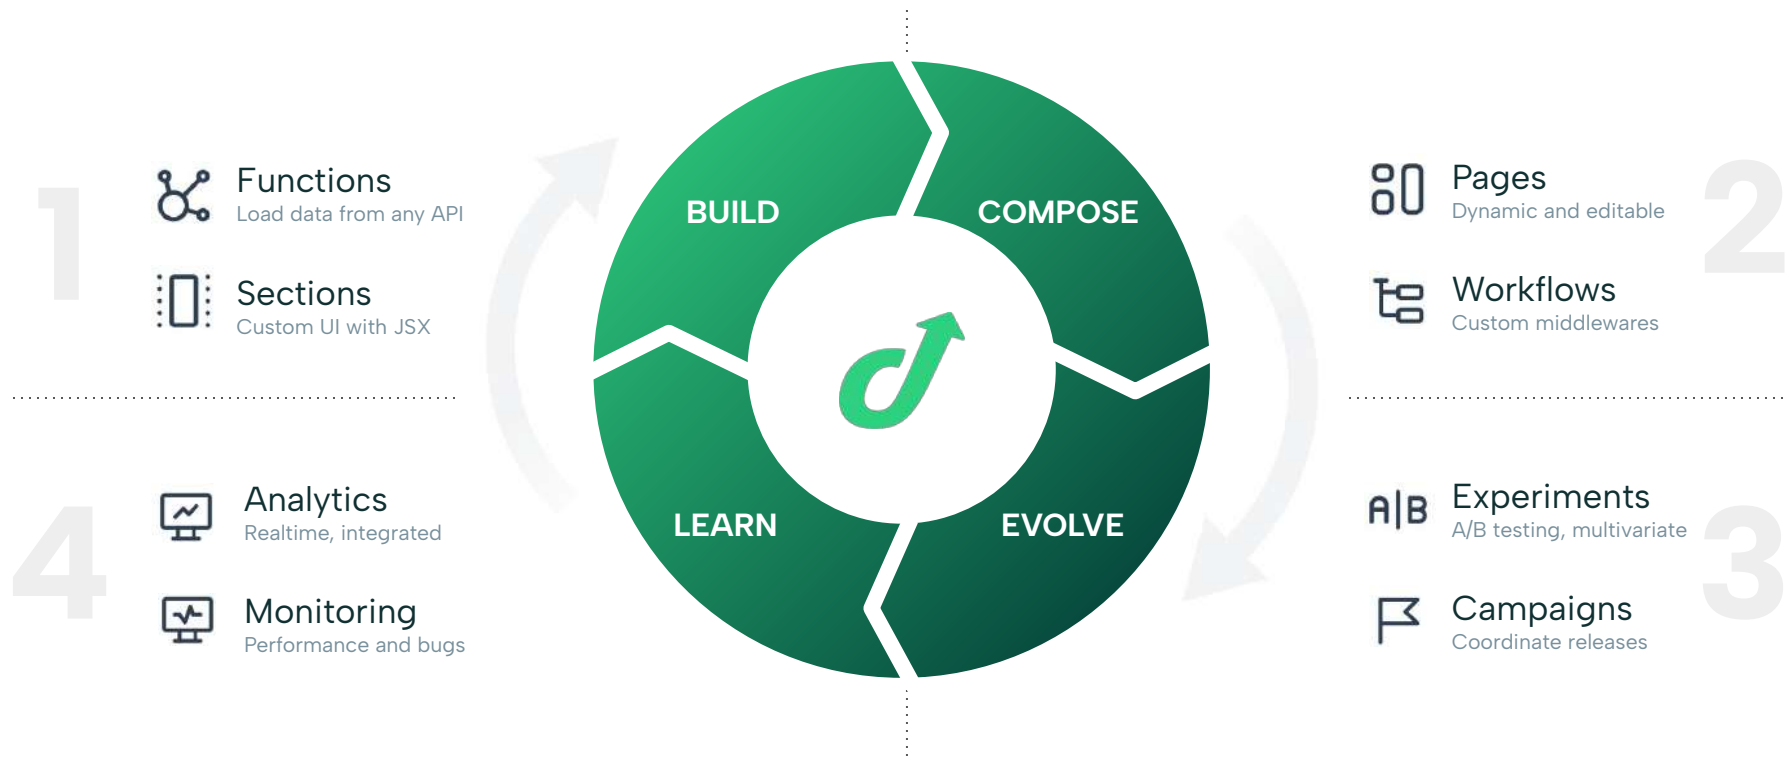 1
Functions
Load data from any API
Sections
Custom UI with JSX
BUILD
COMPOSE
2
Pages
Dynamic and editable
Workflows
Custom middlewares
4
Analytics
Realtime, integrated
Monitoring
Performance and bugs
LEARN
EVOLVE
3
A|B
Experiments
A/B testing, multivariate
Campaigns
Coordinate releases